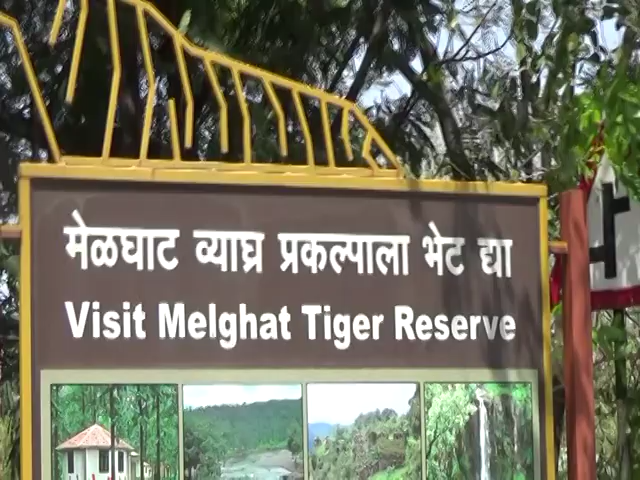 मेळघाट व्याघ्र प्रकल्पाला भेट द्या
Visit Melghat Tiger Reserve